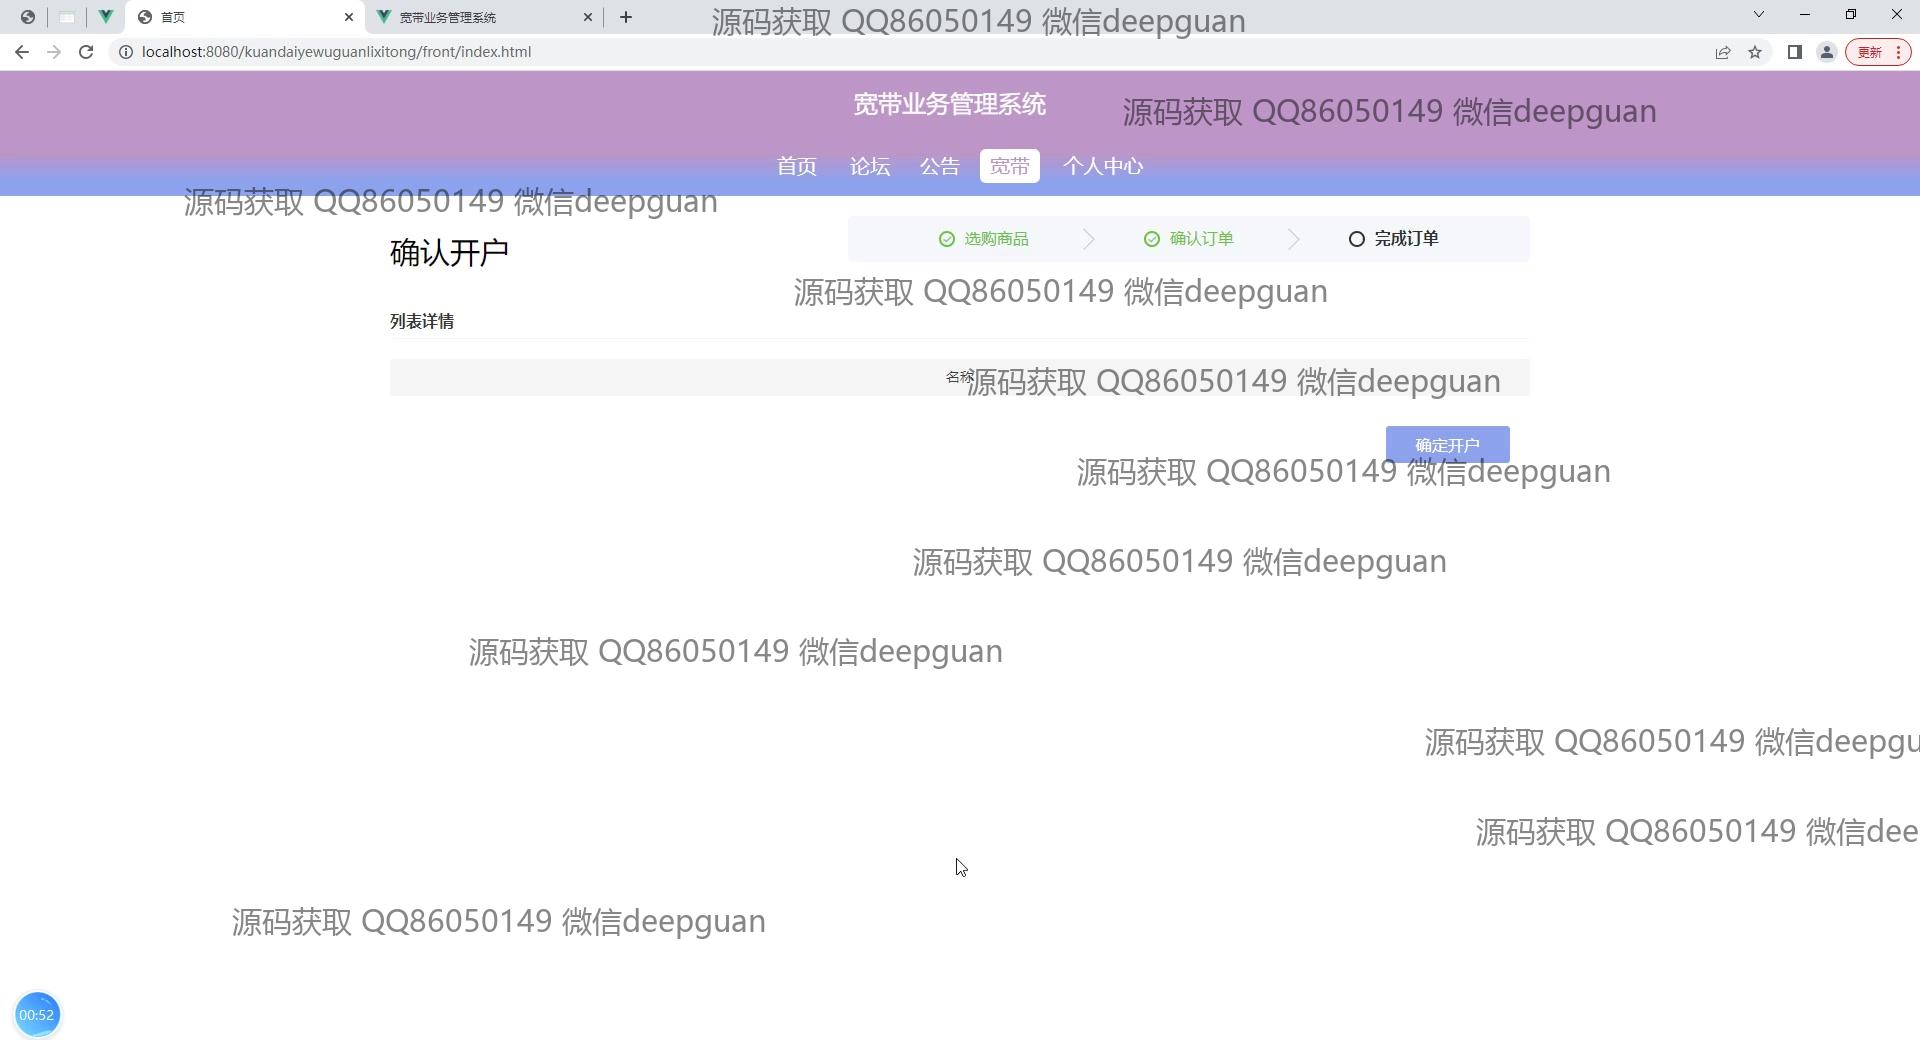 首页
宽带业务管理系统
源码获取 QQ86050149 微信deepguan
localhost:8080/kuandaiyewuguanlixitong/front/index.html
更新
宽带业务管理系统
源码获取 QQ86050149 微信deepguan
首页 论坛 公告 宽带 个人中心
源码获取 QQ86050149 微信deepguan
选购商品 确认订单 完成订单
确认开户
源码获取 QQ86050149 微信deepguan
列表详情
名称
源码获取 QQ86050149 微信deepguan
确定开户
源码获取 QQ86050149 微信deepguan
源码获取 QQ86050149 微信deepguan
源码获取 QQ86050149 微信deepguan
源码获取 QQ86050149 微信deepgu
源码获取 QQ86050149 微信dee
源码获取 QQ86050149 微信deepguan
00:52